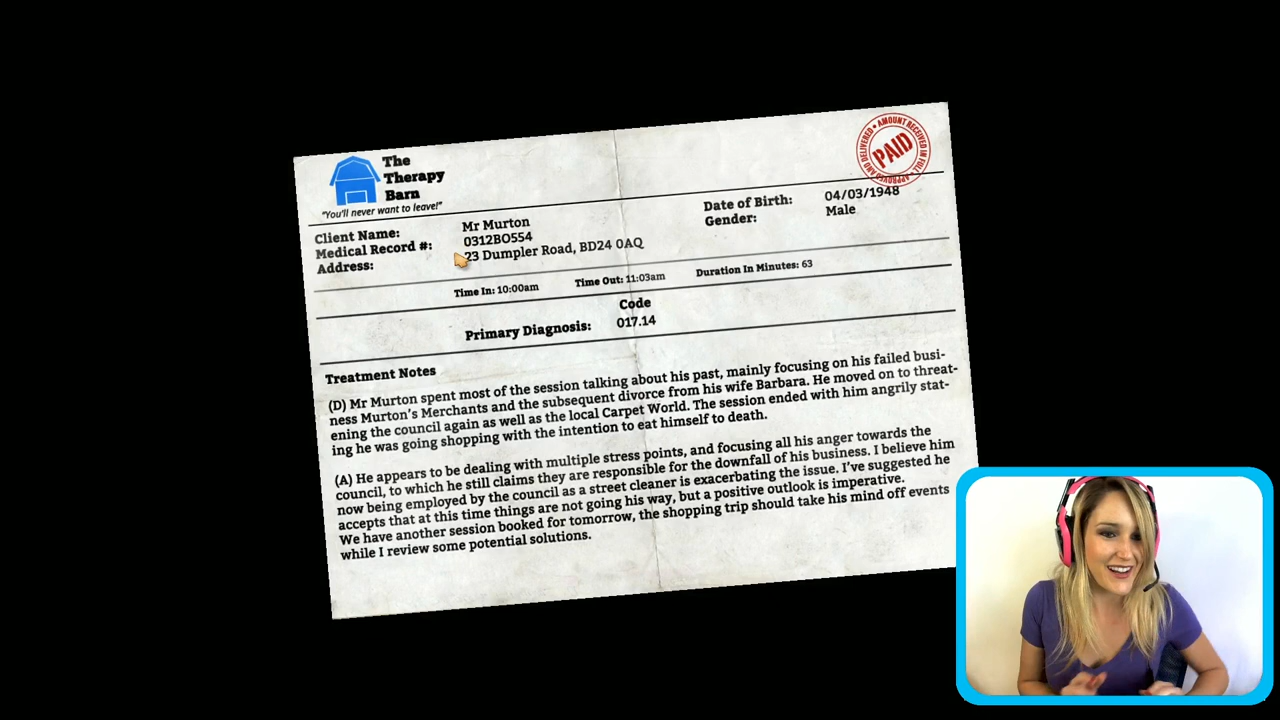 The
Therapy
Barn
"You'll never want to leave!"
AMOUNT RECEIVED IN FULL • APPROVED AND DELIVERED •
PAID
Client Name: Mr Murton Date of Birth: 04/03/1948
Medical Record #: 0312BO554 Gender: Male
Address: 23 Dumpler Road, BD24 0AQ
Time In: 10:00am Time Out: 11:03am Duration In Minutes: 63
Code
Primary Diagnosis: 017.14
Treatment Notes
(D) Mr Murton spent most of the session talking about his past, mainly focusing on his failed busi-
ness Murton's Merchants and the subsequent divorce from his wife Barbara. He moved on to threat-
ening the council again as well as the local Carpet World. The session ended with him angrily stat-
ing he was going shopping with the intention to eat himself to death.
(A) He appears to be dealing with multiple stress points, and focusing all his anger towards the
council, to which he still claims they are responsible for the downfall of his business. I believe him
now being employed by the council as a street cleaner is exacerbating the issue. I've suggested he
accepts that at this time things are not going his way, but a positive outlook is imperative.
We have another session booked for tomorrow, the shopping trip should take his mind off events
while I review some potential solutions.